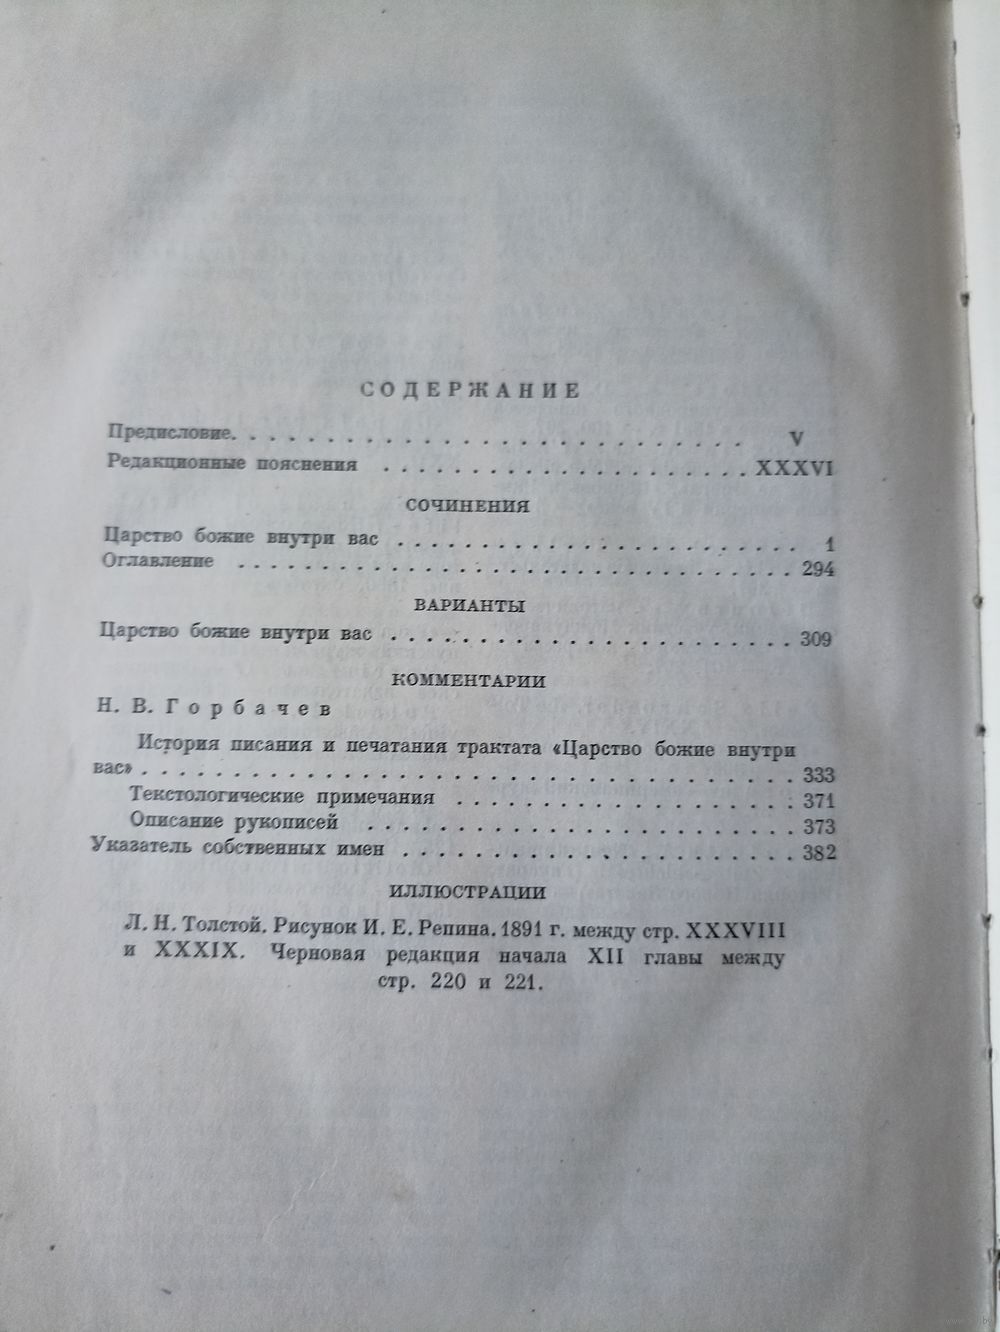 СОДЕРЖАНИЕ
Предисловие. . . . . . . . . . . . . . . . . . . . . . . . V
Редакционные пояснения . . . . . . . . . . . . . . . . XXXVI
СОЧИНЕНИЯ
Царство божие внутри вас . . . . . . . . . . . . . . . . . 1
Оглавление . . . . . . . . . . . . . . . . . . . . . . . . 294
ВАРИАНТЫ
Царство божие внутри вас . . . . . . . . . . . . . . . . . 309
КОММЕНТАРИИ
Н. В. Горбачев
История писания и печатания трактата «Царство божие внутри
вас» . . . . . . . . . . . . . . . . . . . . . . . . . . . . 333
Текстологические примечания . . . . . . . . . . . . . . . 371
Описание рукописей . . . . . . . . . . . . . . . . . . . 373
Указатель собственных имен . . . . . . . . . . . . . . . . 382
ИЛЛЮСТРАЦИИ
Л. Н. Толстой. Рисунок И. Е. Репина. 1891 г. между стр. XXXVIII
и XXXIX. Черновая редакция начала XII главы между
стр. 220 и 221.